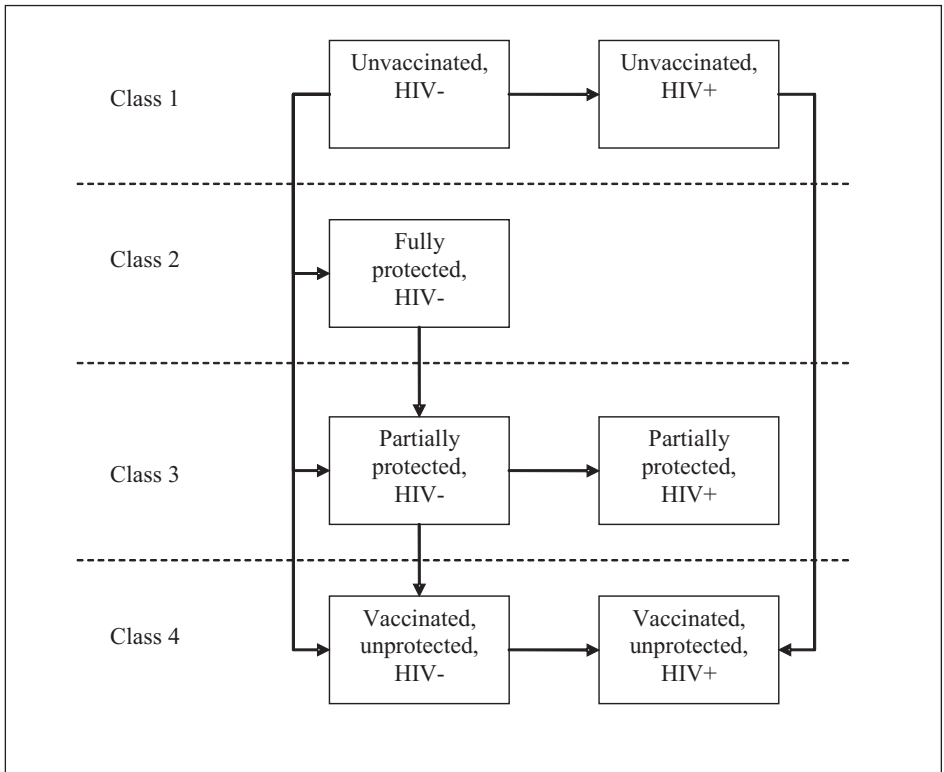 Class 1
Unvaccinated,
HIV-
Unvaccinated,
HIV+
Class 2
Fully
protected,
HIV-
Class 3
Partially
protected,
HIV-
Partially
protected,
HIV+
Class 4
Vaccinated,
unprotected,
HIV-
Vaccinated,
unprotected,
HIV+